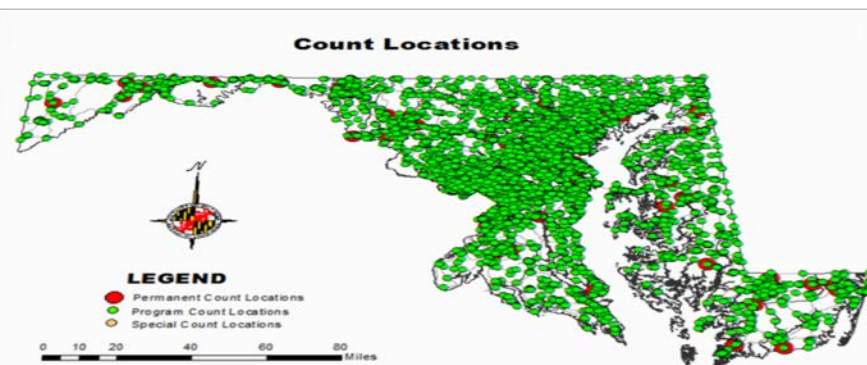 Count Locations
N
LEGEND
Permanent Count Locations
Program Count Locations
Special Count Locations
0 10 20 40 60 80
Miles